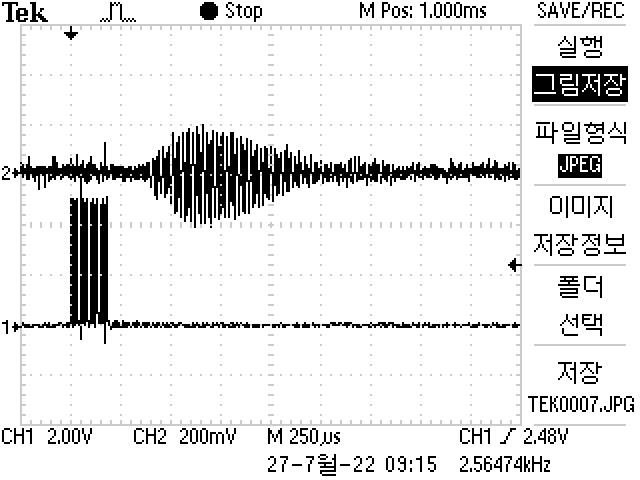 Tek Stop M Pos: 1.000ms SAVE/REC
실행
그림저장
파일형식
JPEG
2
이미지
저장정보
폴더
1
선택
저장
TEK0007.JPG
CH1 2.00V CH2 200mV M 250µs CH1 2.48V
27-7월-22 09:15 2.56474kHz